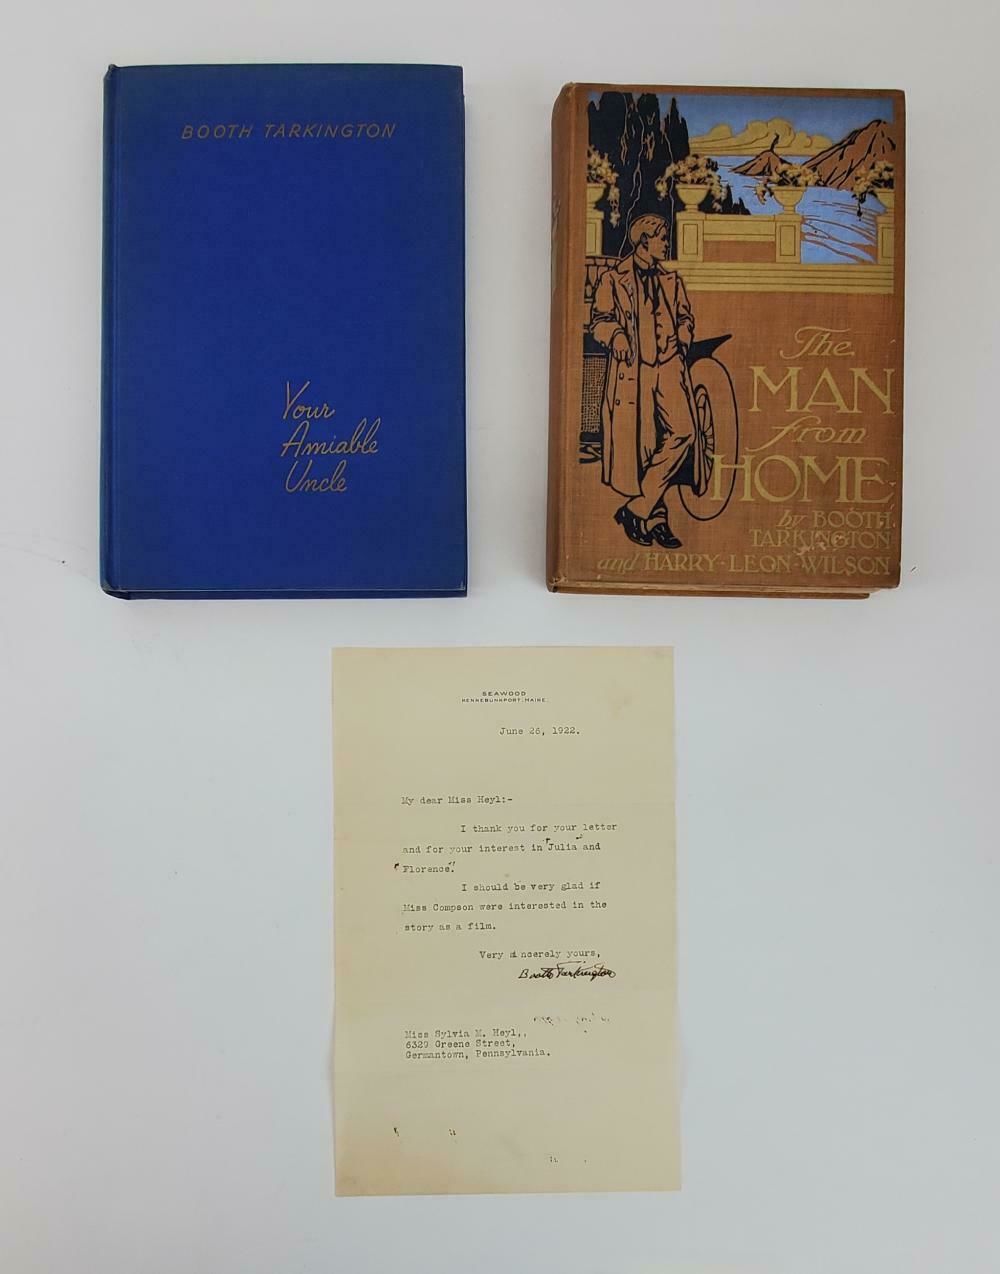 BOOTH TARKINGTON
Your
Amiable
Uncle
The
MAN
from
HOME
by BOOTH
TARKINGTON
and HARRY-LEON-WILSON
SEAWOOD
KENNEBUNKPORT, MAINE.
June 26, 1922.
My dear Miss Heyl:-
I thank you for your letter
and for your interest in "Julia" and
"Florence."
I should be very glad if
Miss Compson were interested in the
story as a film.
Very sincerely yours,
Booth Tarkington
Miss Sylvia M. Heyl,,
6329 Greene Street,
Germantown, Pennsylvania.